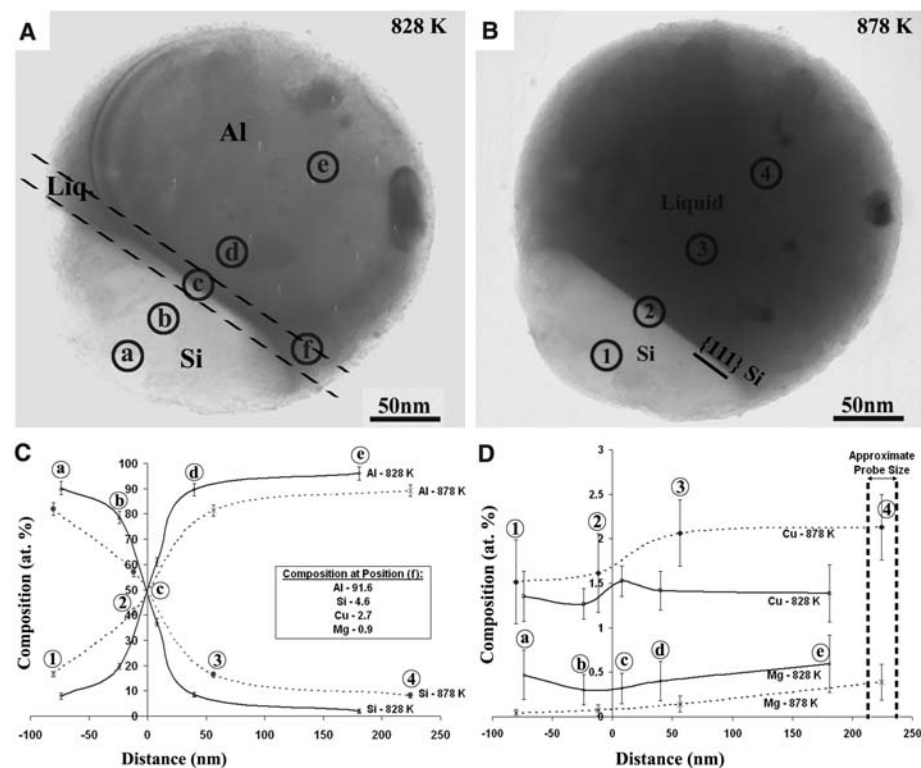 A
828 K
Al
e
Liq.
d
c
b
a
Si
f
50nm
B
878 K
4
Liquid
3
2
1
Si
{111} Si
50nm
C
Composition (at. %)
100
90
80
70
60
50
40
30
20
10
0
-100 -50 0 50 100 150 200 250
Distance (nm)
a
b
c
d
e
1
2
3
4
Al - 828 K
Al - 878 K
Composition at Position (f):
Al - 91.6
Si - 4.6
Cu - 2.7
Mg - 0.9
Si - 878 K
Si - 828 K
D
Composition (at. %)
3
2.5
2
1.5
1
0.5
0
-100 -50 0 50 100 150 200 250
Distance (nm)
Approximate
Probe Size
1
2
3
4
Cu - 878 K
Cu - 828 K
a
b
c
d
e
Mg - 828 K
Mg - 878 K